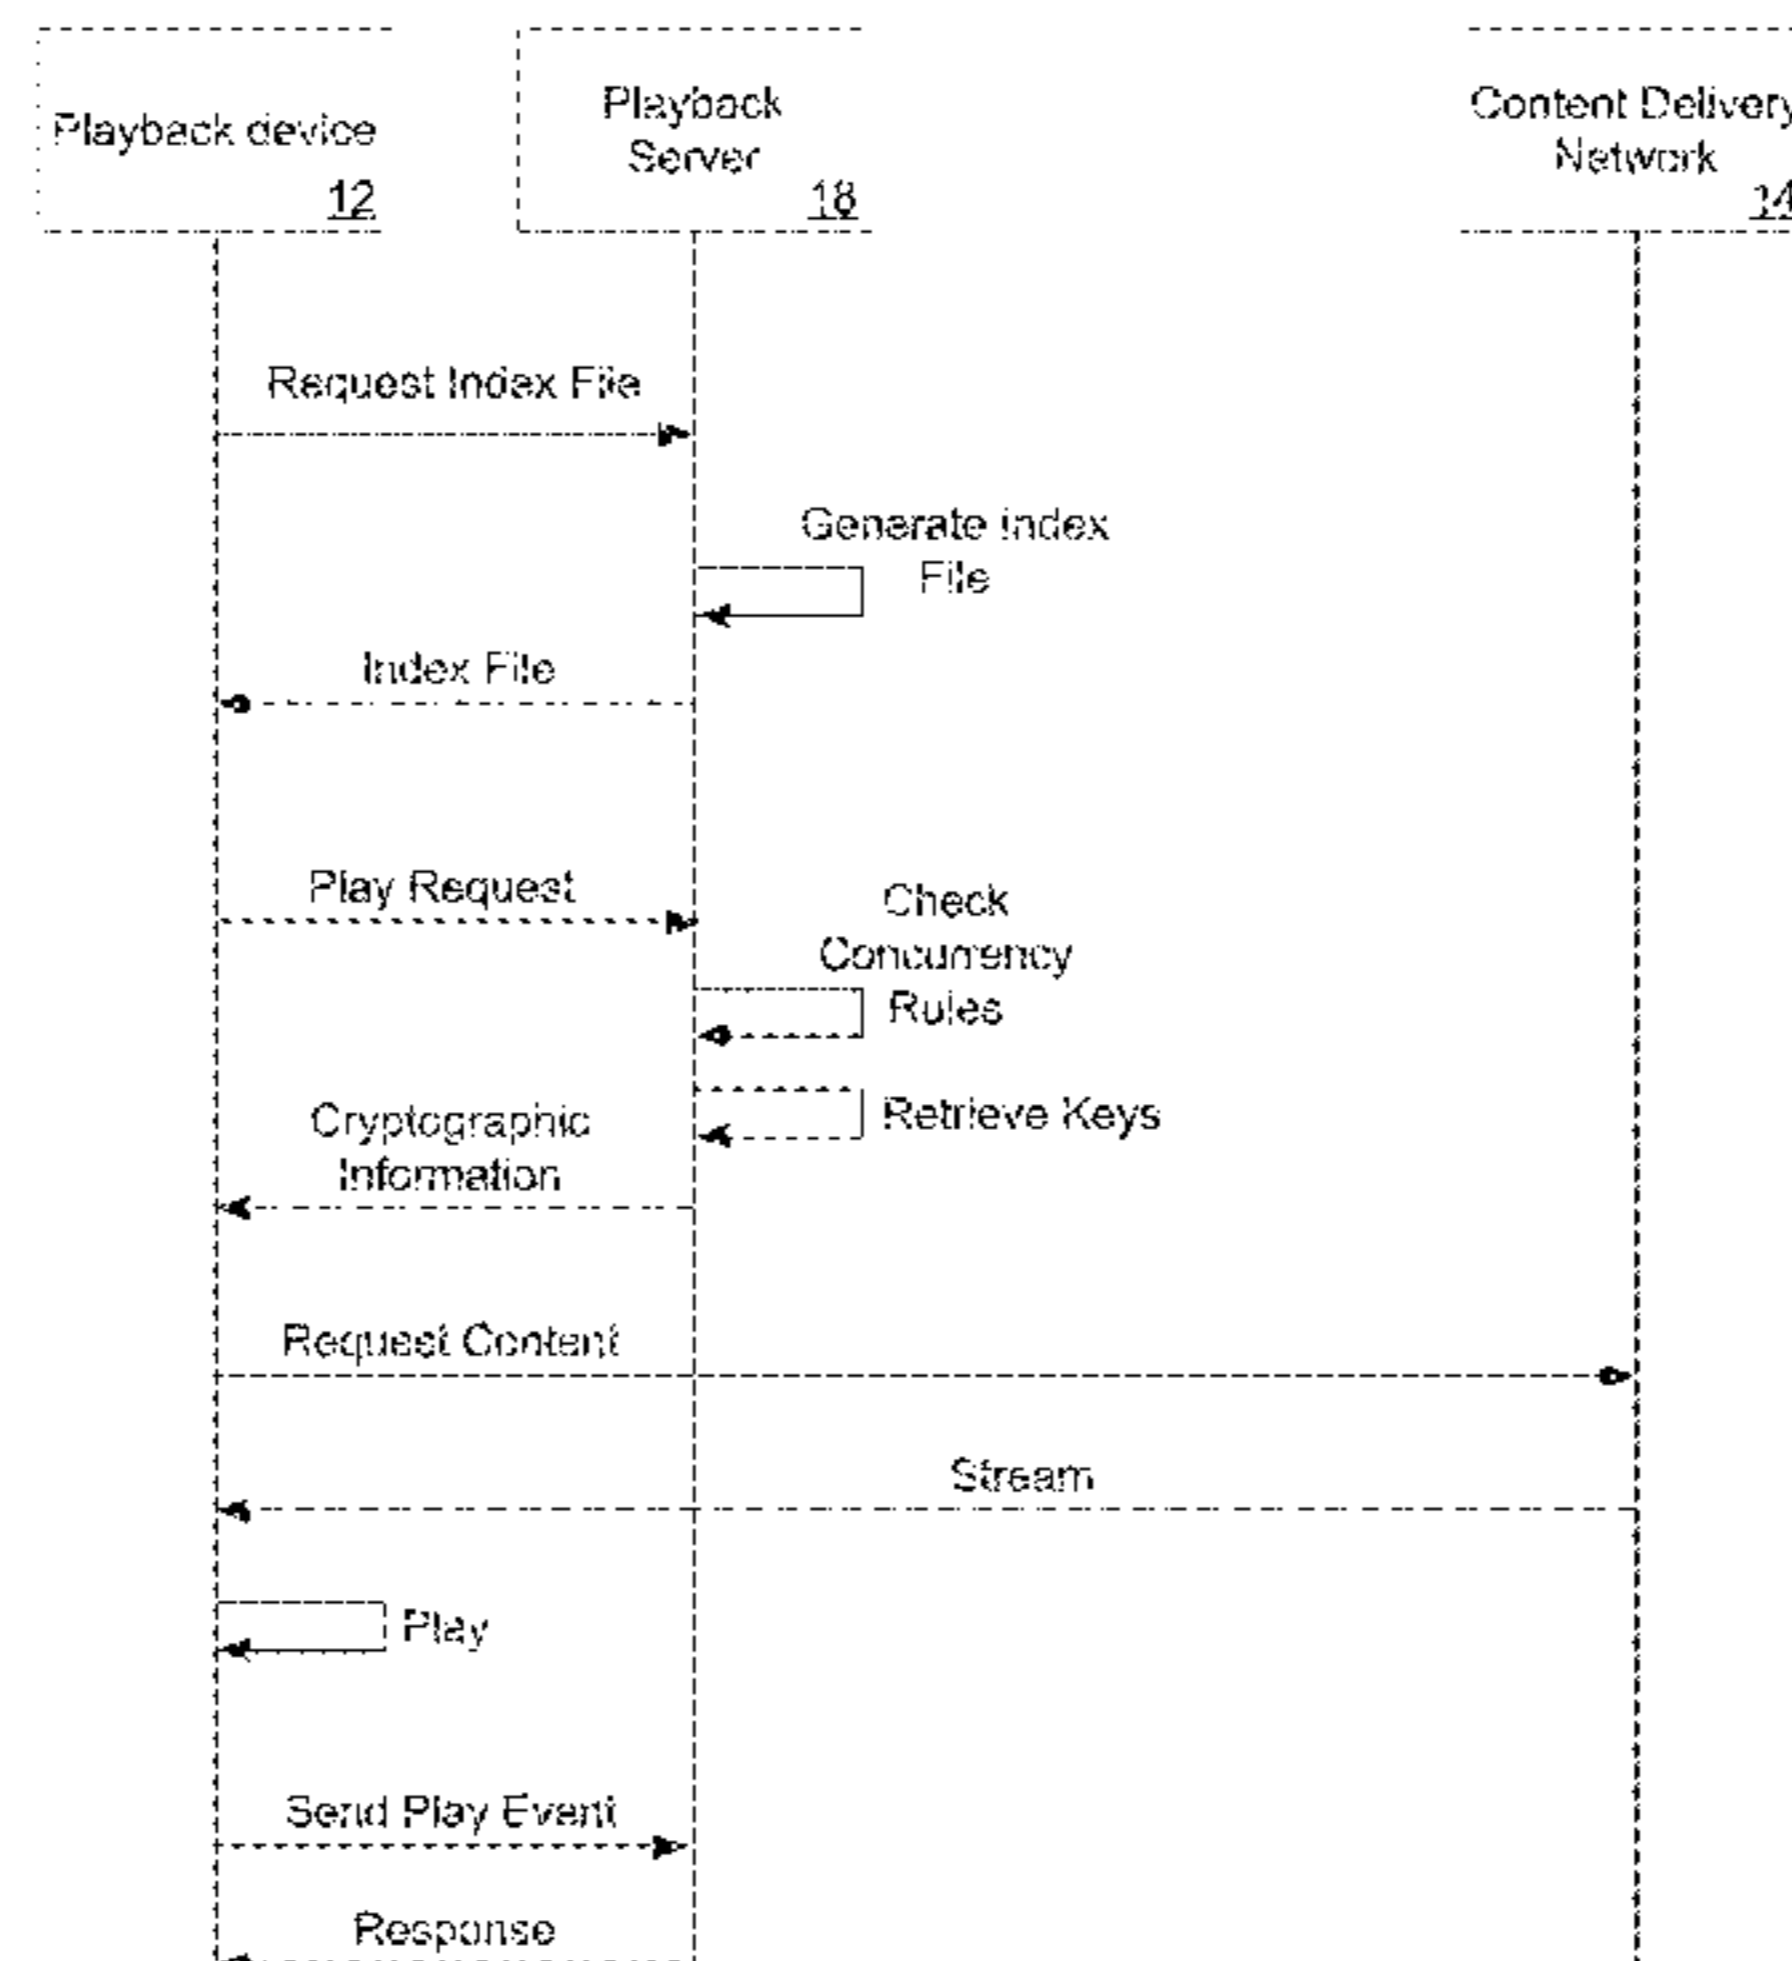 Playback device
12
Playback
Server
18
Content Delivery
Network
14
Request Index File
Generate index
File
Index File
Play Request
Check
Concurrency
Rules
Retrieve Keys
Cryptographic
Information
Request Content
Stream
Play
Send Play Event
Response